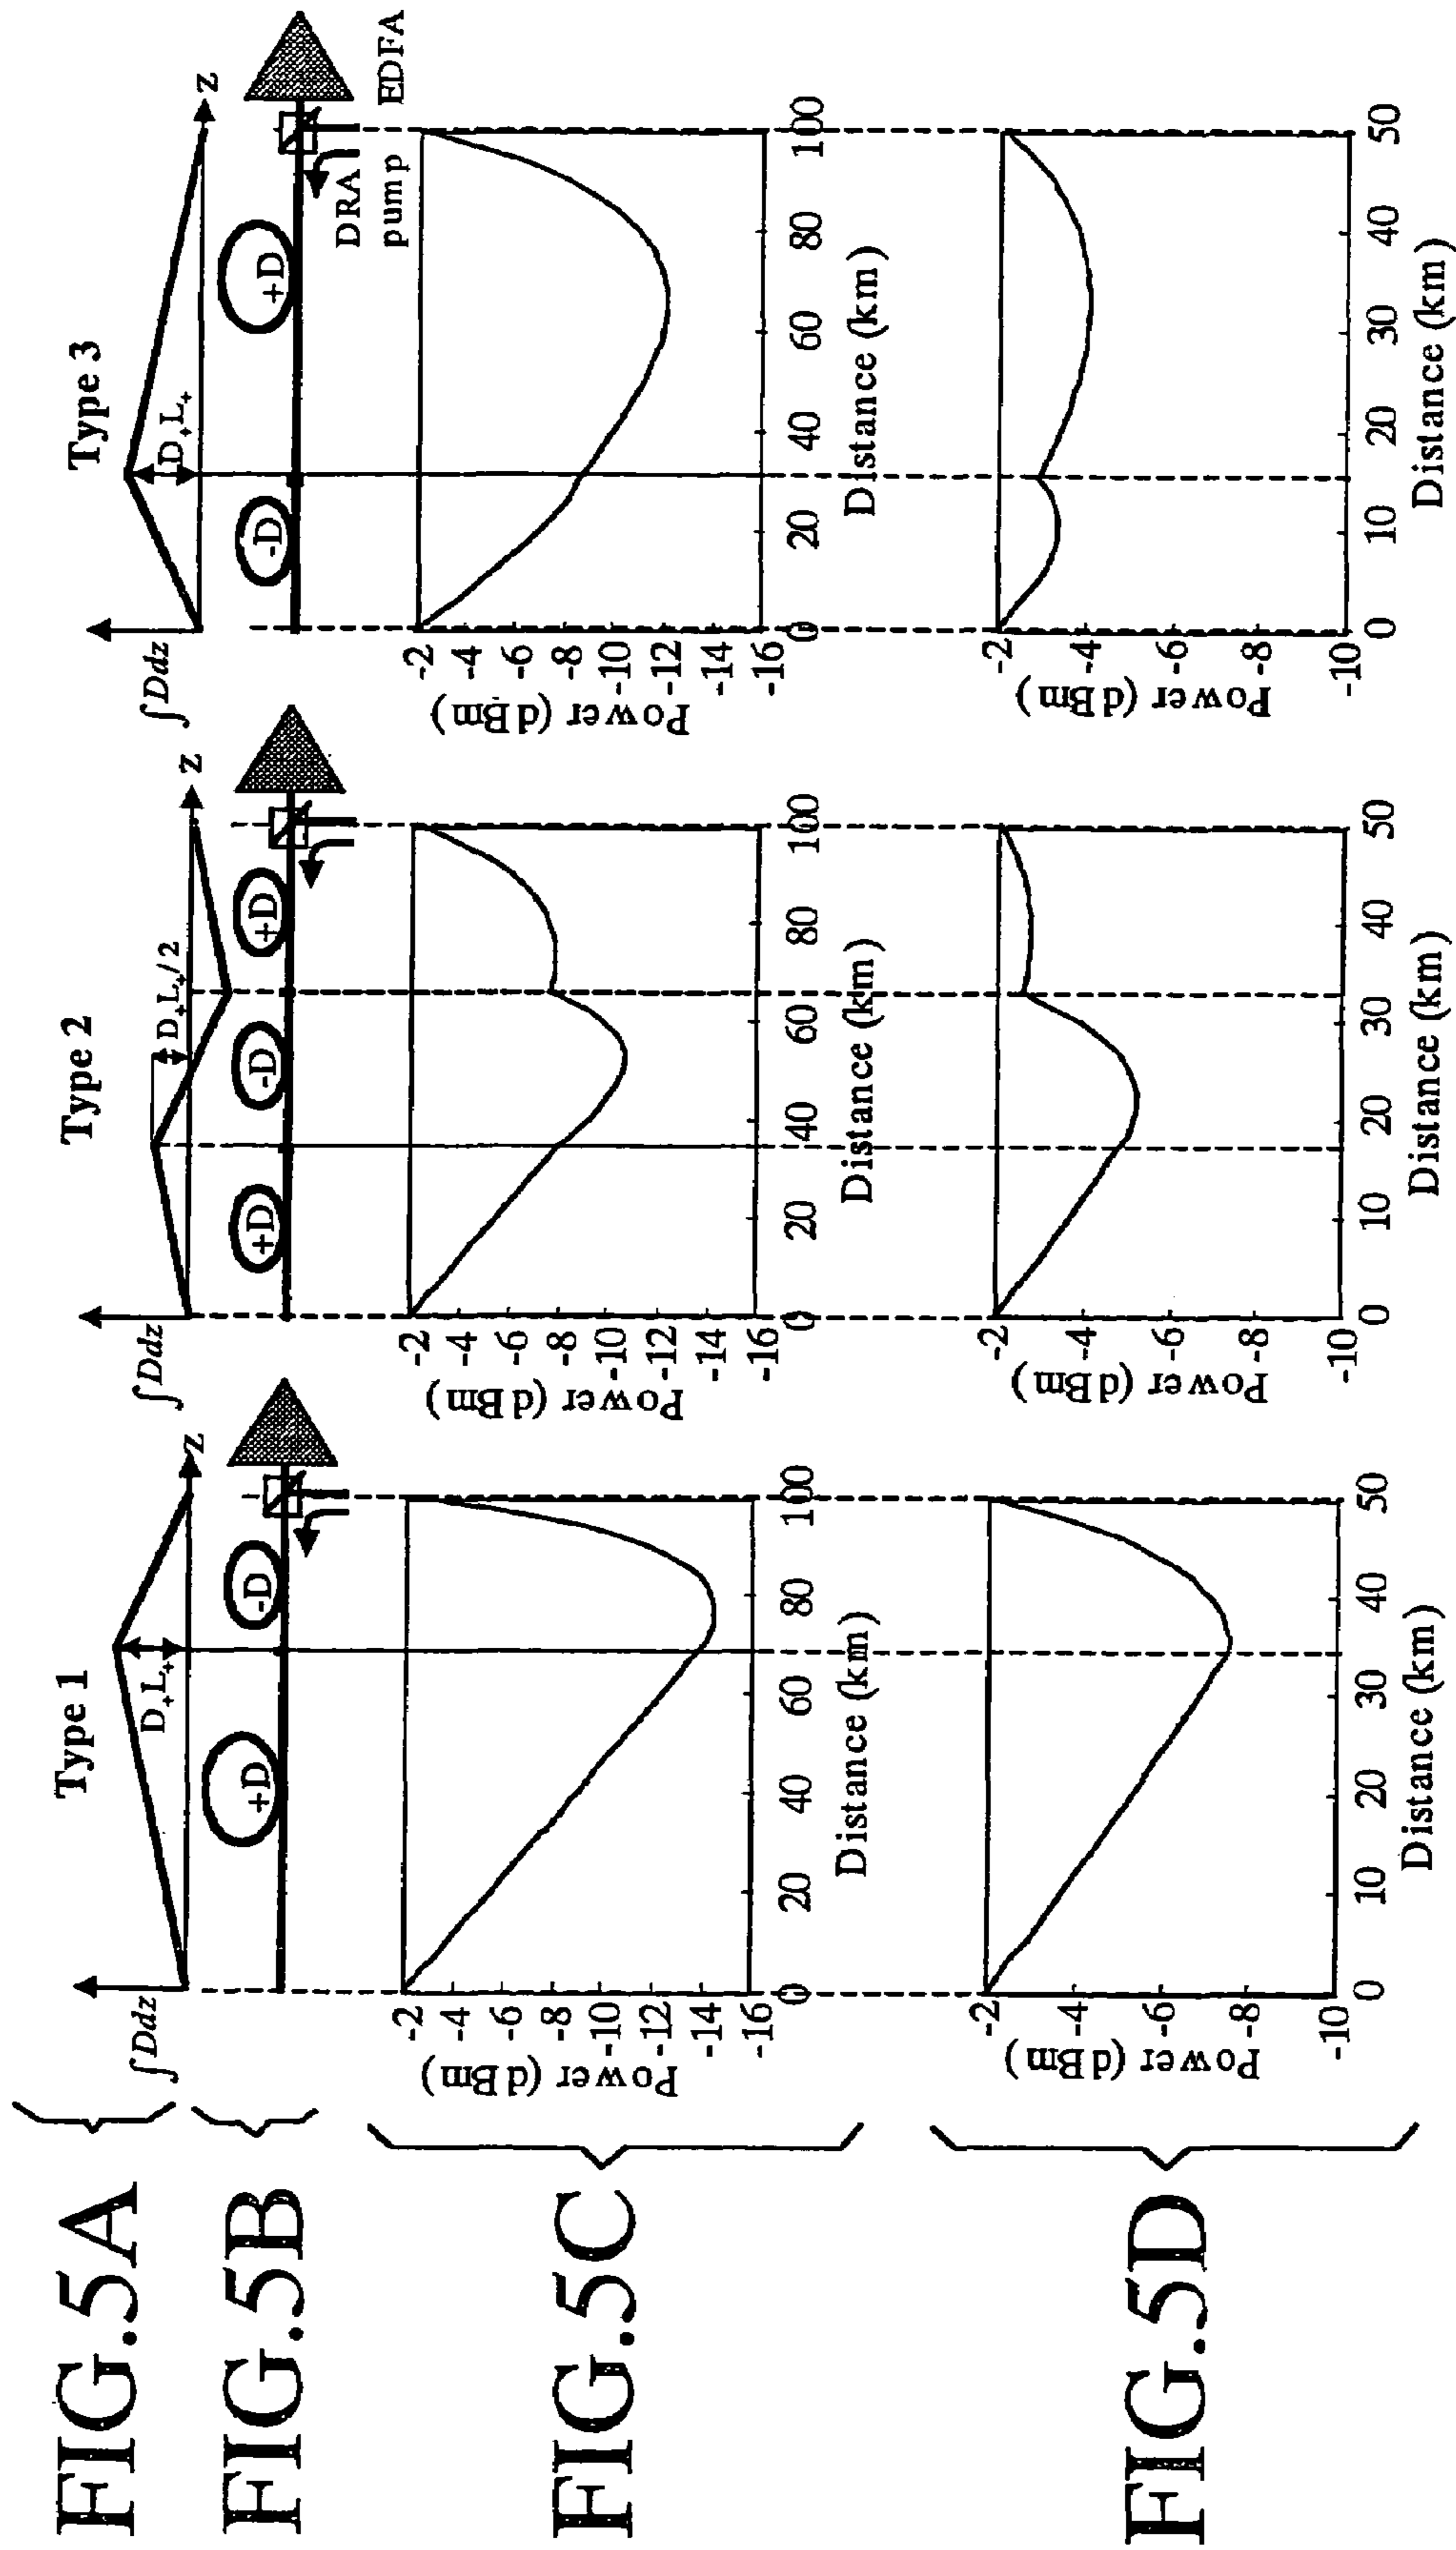 FIG.5A
Type 1
Type 2
Type 3
∫Ddz
D₊L₊
z
∫Ddz
D₊L₊/2
z
∫Ddz
D₊L₊
z
FIG.5B
+D
-D
+D
-D
+D
-D
+D
DRA
pump
EDFA
FIG.5C
Power (dBm)
-2
-4
-6
-8
-10
-12
-14
-16
0 20 40 60 80 100
Distance (km)
Power (dBm)
-2
-4
-6
-8
-10
-12
-14
-16
0 20 40 60 80 100
Distance (km)
Power (dBm)
-2
-4
-6
-8
-10
-12
-14
-16
0 20 40 60 80 100
Distance (km)
FIG.5D
Power (dBm)
-2
-4
-6
-8
-10
0 10 20 30 40 50
Distance (km)
Power (dBm)
-2
-4
-6
-8
-10
0 10 20 30 40 50
Distance (km)
Power (dBm)
-2
-4
-6
-8
-10
0 10 20 30 40 50
Distance (km)